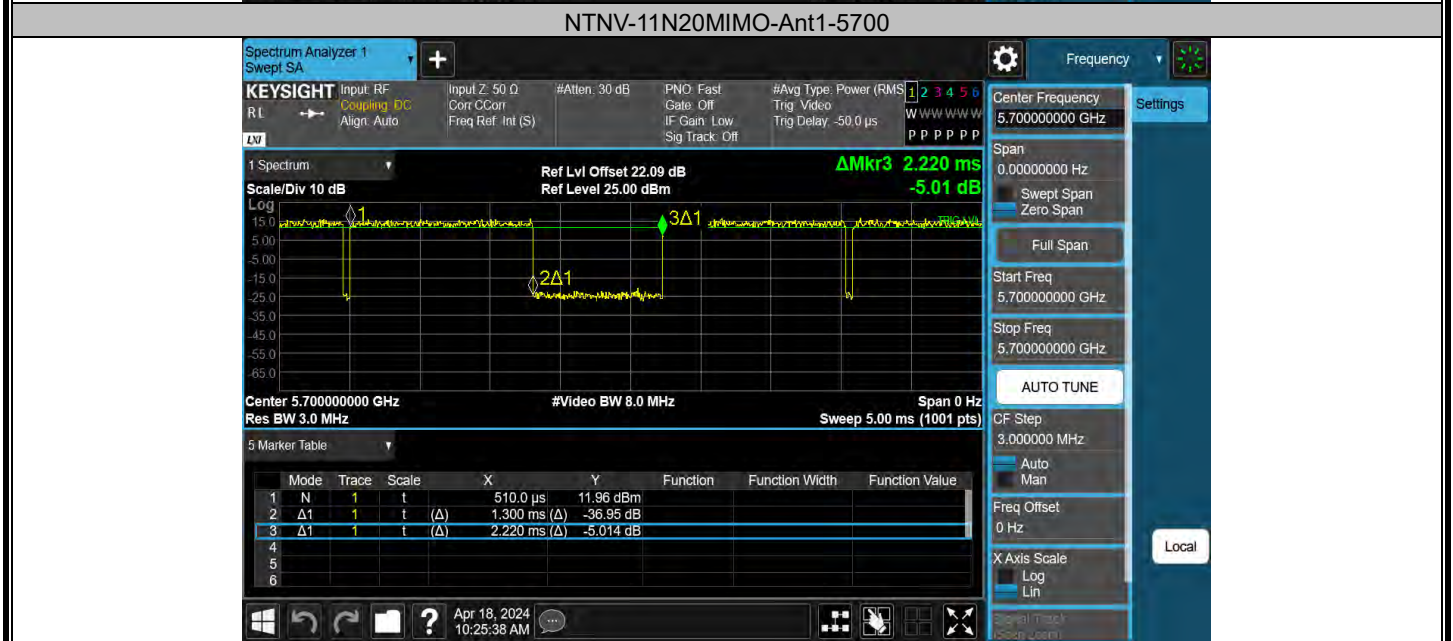 NTNV-11N20MIMO-Ant1-5700
Spectrum Analyzer 1
Swept SA
Frequency
KEYSIGHT
RL
LXI
Input: RF
Coupling: DC
Align: Auto
Input Z: 50 Ω
Corr CCorr
Freq Ref: Int (S)
#Atten: 30 dB
PNO: Fast
Gate: Off
IF Gain: Low
Sig Track: Off
#Avg Type: Power (RMS
Trig: Video
Trig Delay: -50.0 µs
1 2 3 4 5 6
W W W W W W
P P P P P P
1 Spectrum
Scale/Div 10 dB
Ref Lvl Offset 22.09 dB
Ref Level 25.00 dBm
ΔMkr3 2.220 ms
-5.01 dB
Log
15.0
5.00
-5.00
-15.0
-25.0
-35.0
-45.0
-55.0
-65.0
1
2Δ1
3Δ1
Center 5.700000000 GHz
Res BW 3.0 MHz
#Video BW 8.0 MHz
Span 0 Hz
Sweep 5.00 ms (1001 pts)
5 Marker Table
Mode Trace Scale X Y Function Function Width Function Value
1 N 1 t 510.0 µs 11.96 dBm
2 Δ1 1 t (Δ) 1.300 ms (Δ) -36.95 dB
3 Δ1 1 t (Δ) 2.220 ms (Δ) -5.014 dB
4
5
6
Apr 18, 2024
10:25:38 AM
Center Frequency
5.700000000 GHz
Settings
Span
0.00000000 Hz
Swept Span
Zero Span
Full Span
Start Freq
5.700000000 GHz
Stop Freq
5.700000000 GHz
AUTO TUNE
CF Step
3.000000 MHz
Auto
Man
Freq Offset
0 Hz
X Axis Scale
Log
Lin
Local